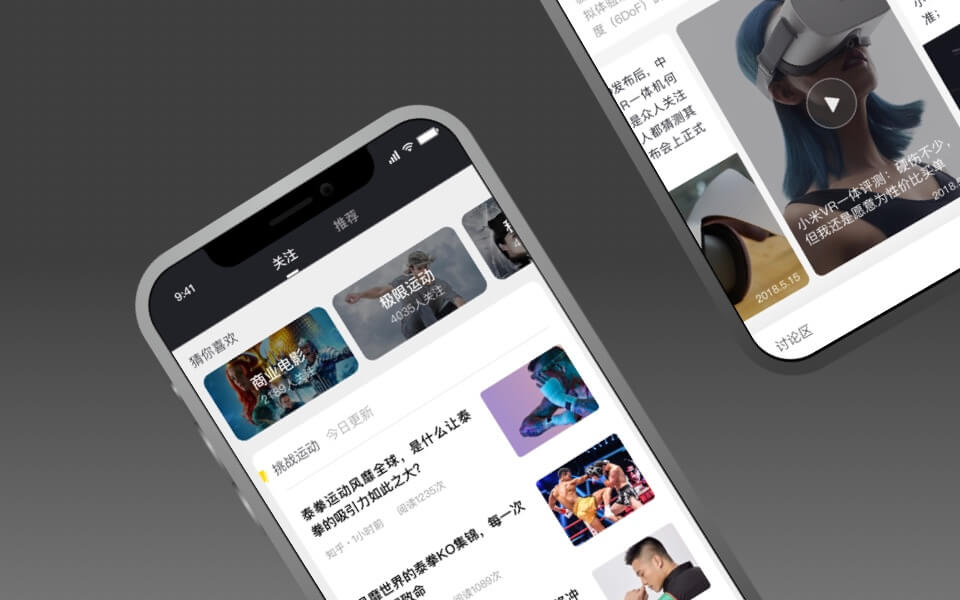 9:41
关注
推荐
猜你喜欢
商业电影
2189人关注
极限运动
4035人关注
挑战运动
今日更新
泰拳运动风靡全球，是什么让泰
拳的吸引力如此之大？
知乎·1小时前
阅读1235次
靡世界的泰拳KO集锦，每一次
致命
阅读1089次
拟体验
度（6DoF）
发布后，中
R一体机何
是众人关注
人都猜测其
布会上正式
小米VR一体评测：硬伤不少，
但我还是愿意为性价比买单
2018.5
2018.5.15
准；
讨论区